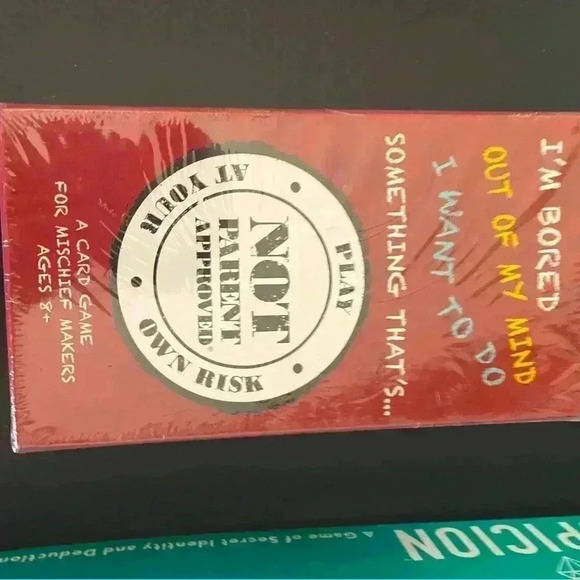 I'M BORED
OUT OF MY MIND
I WANT TO DO
SOMETHING THAT'S...
PLAY
AT YOUR
OWN RISK
NOT
PARENT
APPROVED®
A CARD GAME
FOR MISCHIEF MAKERS
AGES 8+
PICION
A Game of Secret Identity and Deduction